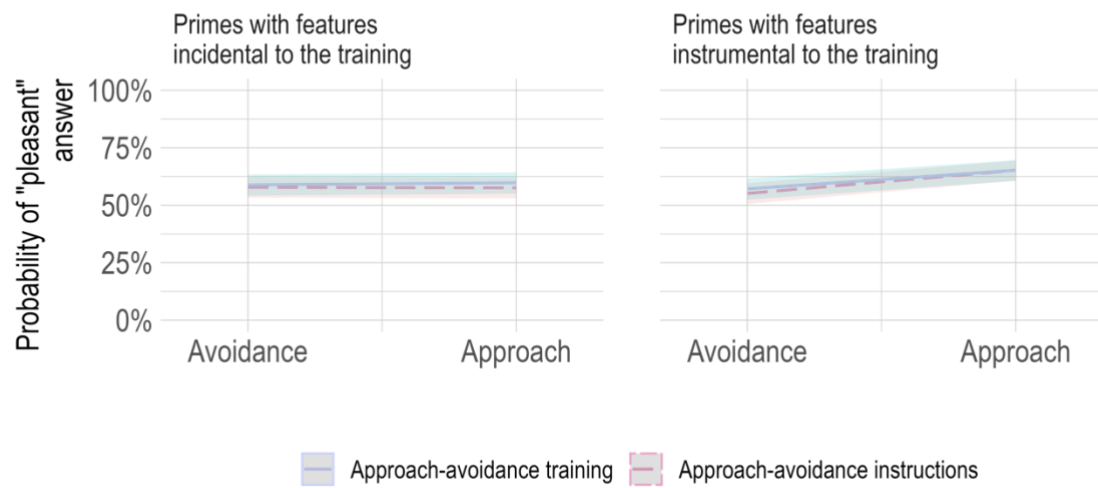 Primes with features
incidental to the training
Primes with features
instrumental to the training
Probability of "pleasant"
answer
100%
75%
50%
25%
0%
Avoidance
Approach
Avoidance
Approach
Approach-avoidance training
Approach-avoidance instructions